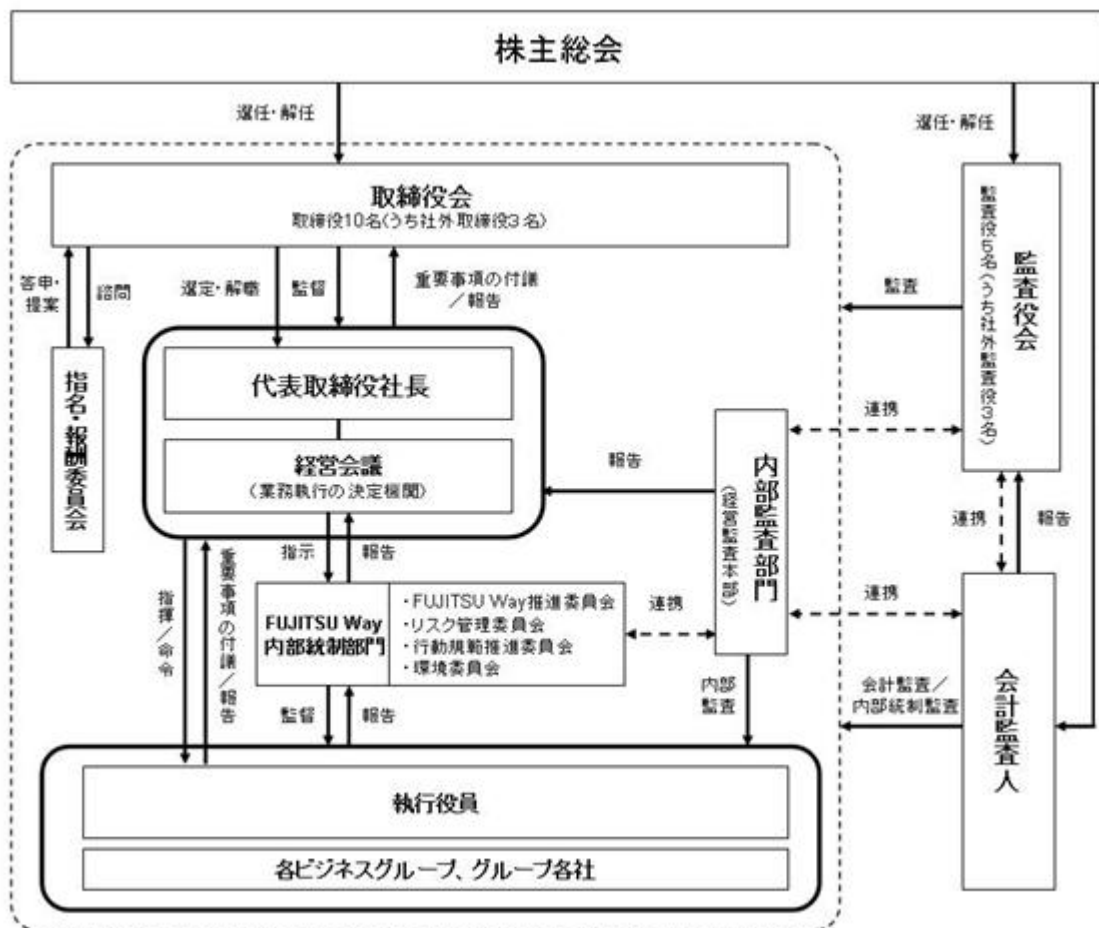 株主総会
選任・解任
選任・解任
取締役会
取締役10名(うち社外取締役3名)
答申・
提案
諮問
選定・解職
監督
重要事項の付議
／報告
監査
監査役会
監査役5名(うち社外監査役3名)
指名・報酬委員会
代表取締役社長
経営会議
(業務執行の決定機関)
連携
報告
内部監査部門
(経営監査本部)
連携
報告
指示
報告
指揮／命令
重要事項の付議／報告
FUJITSU Way
内部統制部門
・FUJITSU Way推進委員会
・リスク管理委員会
・行動規範推進委員会
・環境委員会
連携
連携
会計監査人
監督
報告
内部
監査
会計監査／
内部統制監査
執行役員
各ビジネスグループ、グループ各社